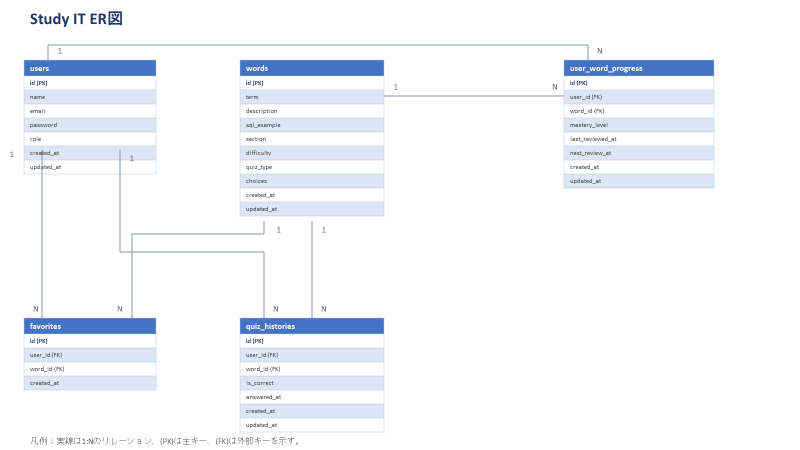 Study IT ER図
1
N
users
id (PK)
name
email
password
role
created_at
updated_at
1
1
words
id (PK)
term
description
sql_example
section
difficulty
quiz_type
choices
created_at
updated_at
1
N
user_word_progress
id (PK)
user_id (FK)
word_id (FK)
mastery_level
last_reviewed_at
next_review_at
created_at
updated_at
1
1
N
N
N
N
favorites
id (PK)
user_id (FK)
word_id (FK)
created_at
quiz_histories
id (PK)
user_id (FK)
word_id (FK)
is_correct
answered_at
created_at
updated_at
凡例：実線は1:Nのリレーション、(PK)は主キー、(FK)は外部キーを示す。